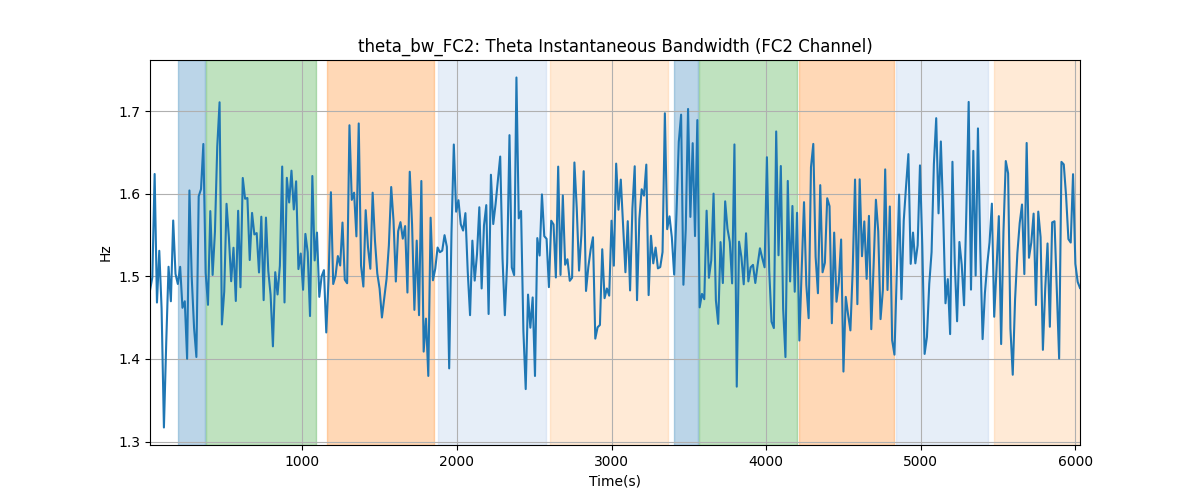 theta_bw_FC2: Theta Instantaneous Bandwidth (FC2 Channel)
Hz
1.7
1.6
1.5
1.4
1.3
1000 2000 3000 4000 5000 6000
Time(s)